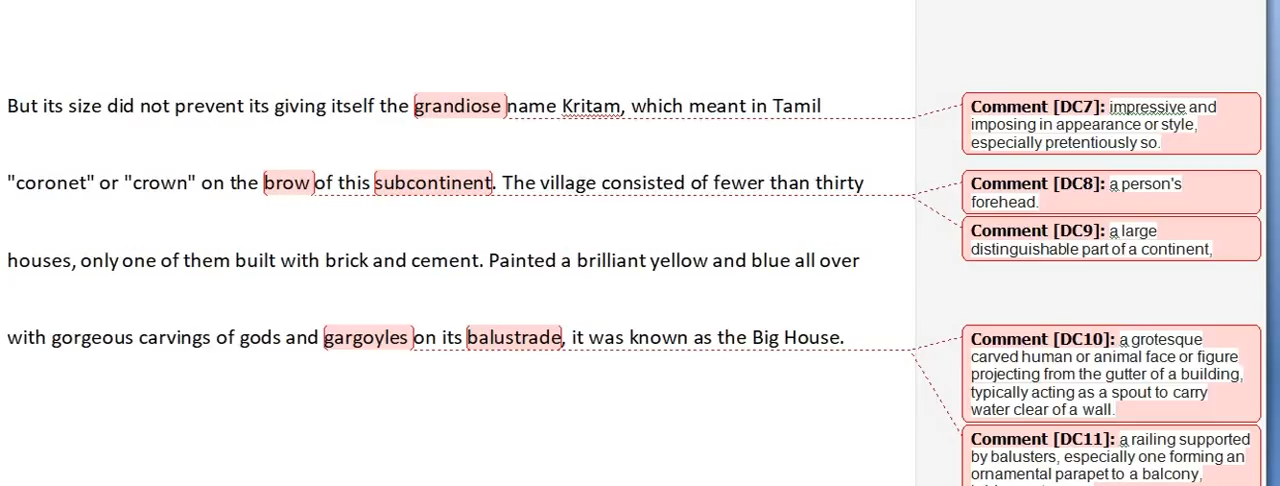 But its size did not prevent its giving itself the grandiose name Kritam, which meant in Tamil
"coronet" or "crown" on the brow of this subcontinent. The village consisted of fewer than thirty
houses, only one of them built with brick and cement. Painted a brilliant yellow and blue all over
with gorgeous carvings of gods and gargoyles on its balustrade, it was known as the Big House.
Comment [DC7]: impressive and
imposing in appearance or style,
especially pretentiously so.
Comment [DC8]: a person's
forehead.
Comment [DC9]: a large
distinguishable part of a continent,
Comment [DC10]: a grotesque
carved human or animal face or figure
projecting from the gutter of a building,
typically acting as a spout to carry
water clear of a wall.
Comment [DC11]: a railing supported
by balusters, especially one forming an
ornamental parapet to a balcony,